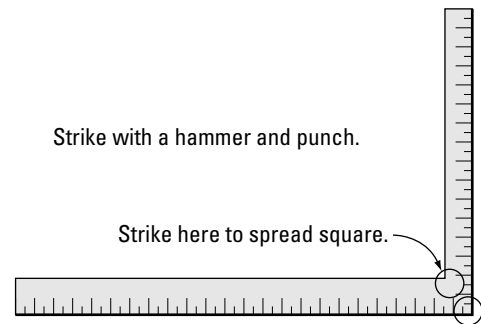 Strike with a hammer and punch.
Strike here to spread square.